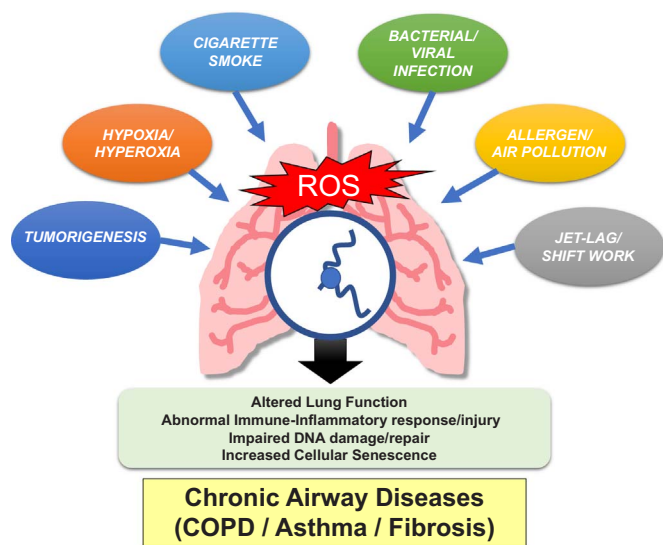 CIGARETTE
SMOKE
BACTERIAL/
VIRAL
INFECTION
HYPOXIA/
HYPEROXIA
ALLERGEN/
AIR POLLUTION
ROS
TUMORIGENESIS
JET-LAG/
SHIFT WORK
Altered Lung Function
Abnormal Immune-Inflammatory response/injury
Impaired DNA damage/repair
Increased Cellular Senescence
Chronic Airway Diseases
(COPD / Asthma / Fibrosis)